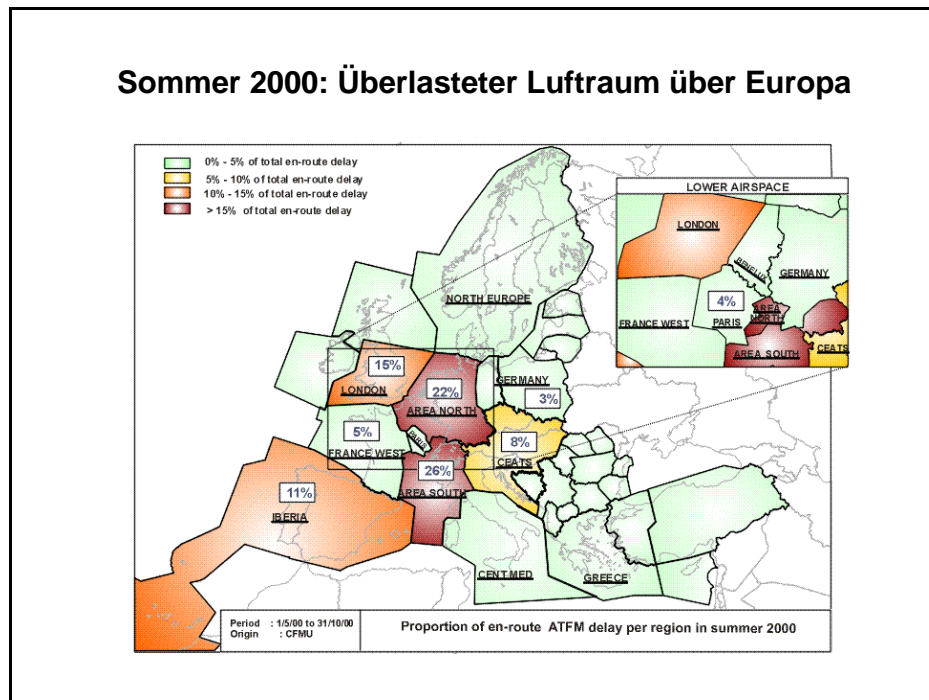 Sommer 2000: Überlasteter Luftraum über Europa
0% - 5% of total en-route delay
5% - 10% of total en-route delay
10% - 15% of total en-route delay
> 15% of total en-route delay
LOWER AIRSPACE
LONDON
BENELUX
GERMANY
4%
AREA
NORTH
FRANCE WEST
PARIS
CEATS
AREA SOUTH
NORTH EUROPE
15%
LONDON
GERMANY
22%
3%
AREA NORTH
5%
PARIS
8%
FRANCE WEST
CEATS
26%
AREA SOUTH
11%
IBERIA
CENT MED
GREECE
Period : 1/5/00 to 31/10/00
Origin : CFMU
Proportion of en-route ATFM delay per region in summer 2000